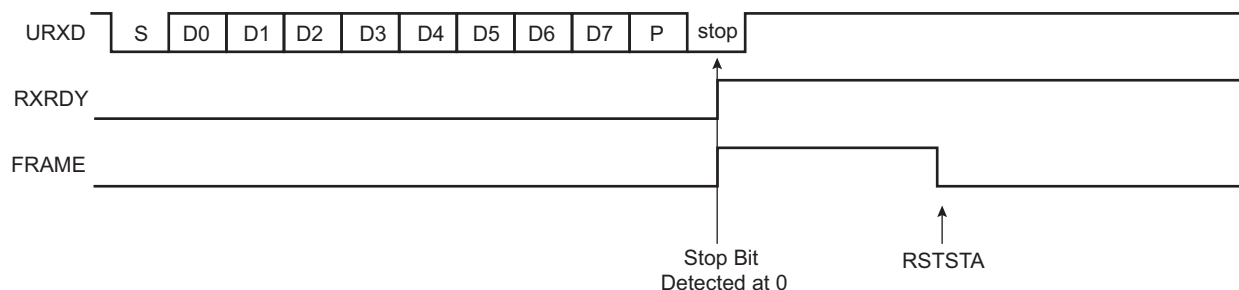 URXD S D0 D1 D2 D3 D4 D5 D6 D7 P stop
RXRDY
FRAME
Stop Bit
Detected at 0
RSTSTA